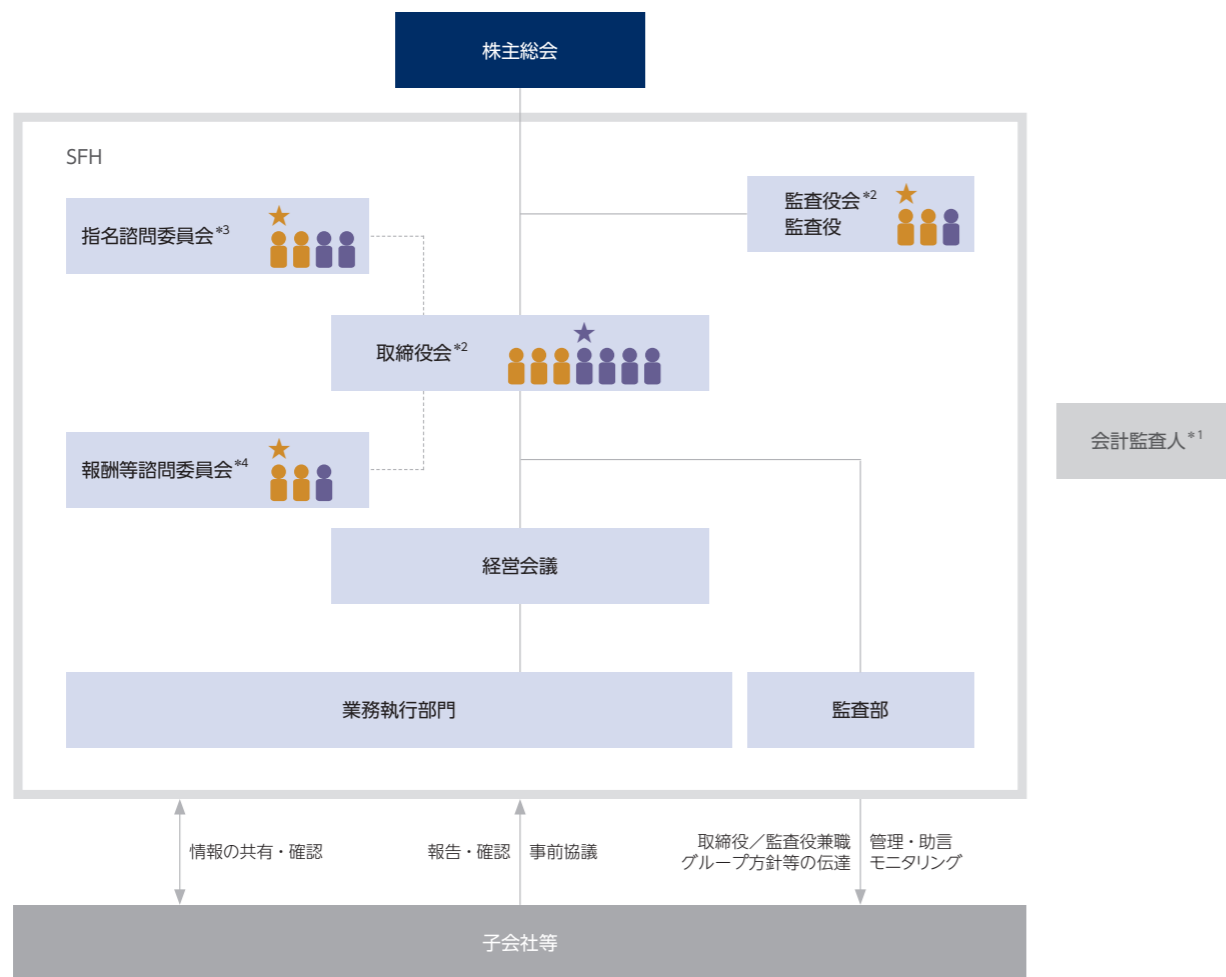 株主総会
SFH
監査役会*2
監査役
指名諮問委員会*3
取締役会*2
会計監査人*1
報酬等諮問委員会*4
経営会議
業務執行部門
監査部
情報の共有・確認
報告・確認
事前協議
取締役／監査役兼職
グループ方針等の伝達
管理・助言
モニタリング
子会社等